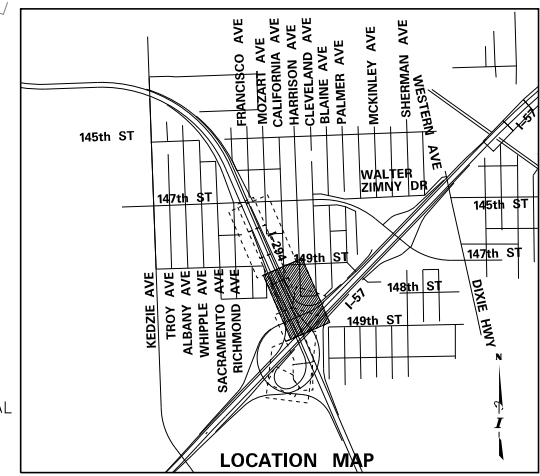 FRANCISCO AVE
MOZART AVE
CALIFORNIA AVE
HARRISON AVE
CLEVELAND AVE
BLAINE AVE
PALMER AVE
MCKINLEY AVE
SHERMAN AVE
WESTERN AVE
I-57
145th ST
WALTER
ZIMNY DR
147th ST
145th ST
I-294
149th ST
147th ST
148th ST
I-57
149th ST
DIXIE HWY
KEDZIE AVE
TROY AVE
ALBANY AVE
WHIPPLE AVE
SACRAMENTO AVE
RICHMOND AVE
N
AL
LOCATION MAP